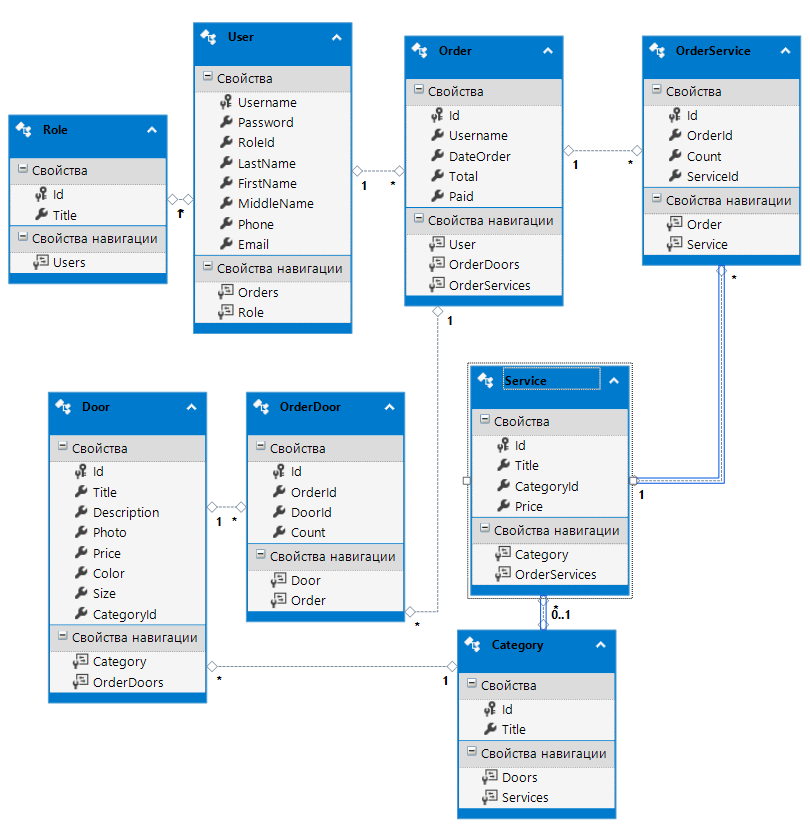 Role
Свойства
Id
Title
Свойства навигации
Users
User
Свойства
Username
Password
RoleId
LastName
FirstName
MiddleName
Phone
Email
Свойства навигации
Orders
Role
Order
Свойства
Id
Username
DateOrder
Total
Paid
Свойства навигации
User
OrderDoors
OrderServices
OrderService
Свойства
Id
OrderId
Count
ServiceId
Свойства навигации
Order
Service
1
*
1
*
1
*
1
*
Door
Свойства
Id
Title
Description
Photo
Price
Color
Size
CategoryId
Свойства навигации
Category
OrderDoors
1
*
OrderDoor
Свойства
Id
OrderId
DoorId
Count
Свойства навигации
Door
Order
*
Service
Свойства
Id
Title
CategoryId
Price
Свойства навигации
Category
OrderServices
1
*
0..1
*
1
Category
Свойства
Id
Title
Свойства навигации
Doors
Services